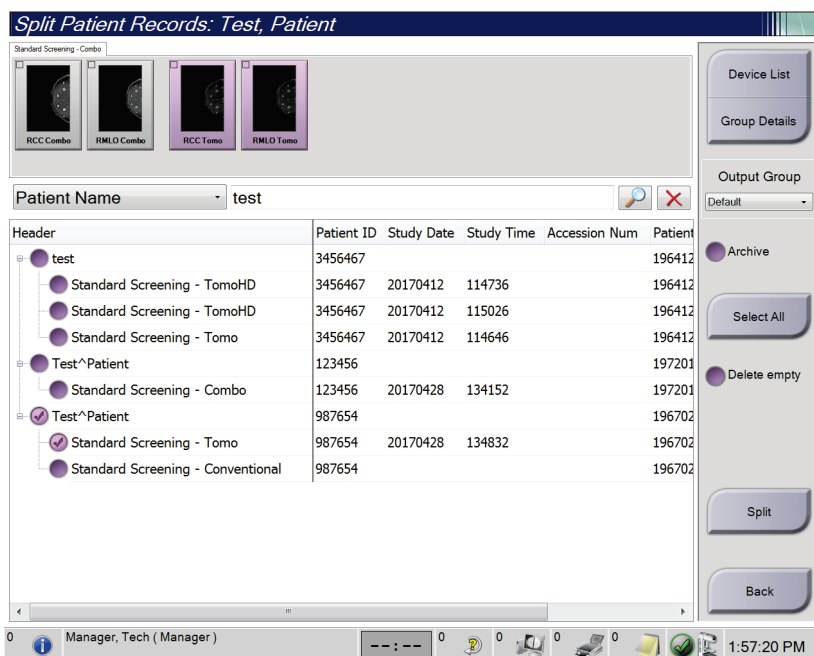 Split Patient Records: Test, Patient
Standard Screening - Combo
RCC Combo RMLO Combo RCC Tomo RMLO Tomo
Device List
Group Details
Output Group
Default
Patient Name test
Header Patient ID Study Date Study Time Accession Num Patient
test 3456467 196412
Standard Screening - TomoHD 3456467 20170412 114736 196412
Standard Screening - TomoHD 3456467 20170412 115026 196412
Standard Screening - Tomo 3456467 20170412 114646 196412
Test^Patient 123456 197201
Standard Screening - Combo 123456 20170428 134152 197201
Test^Patient 987654 196702
Standard Screening - Tomo 987654 20170428 134832 196702
Standard Screening - Conventional 987654 196702
Archive
Select All
Delete empty
Split
Back
0 Manager, Tech ( Manager ) --:-- 0 0 0 0 1:57:20 PM